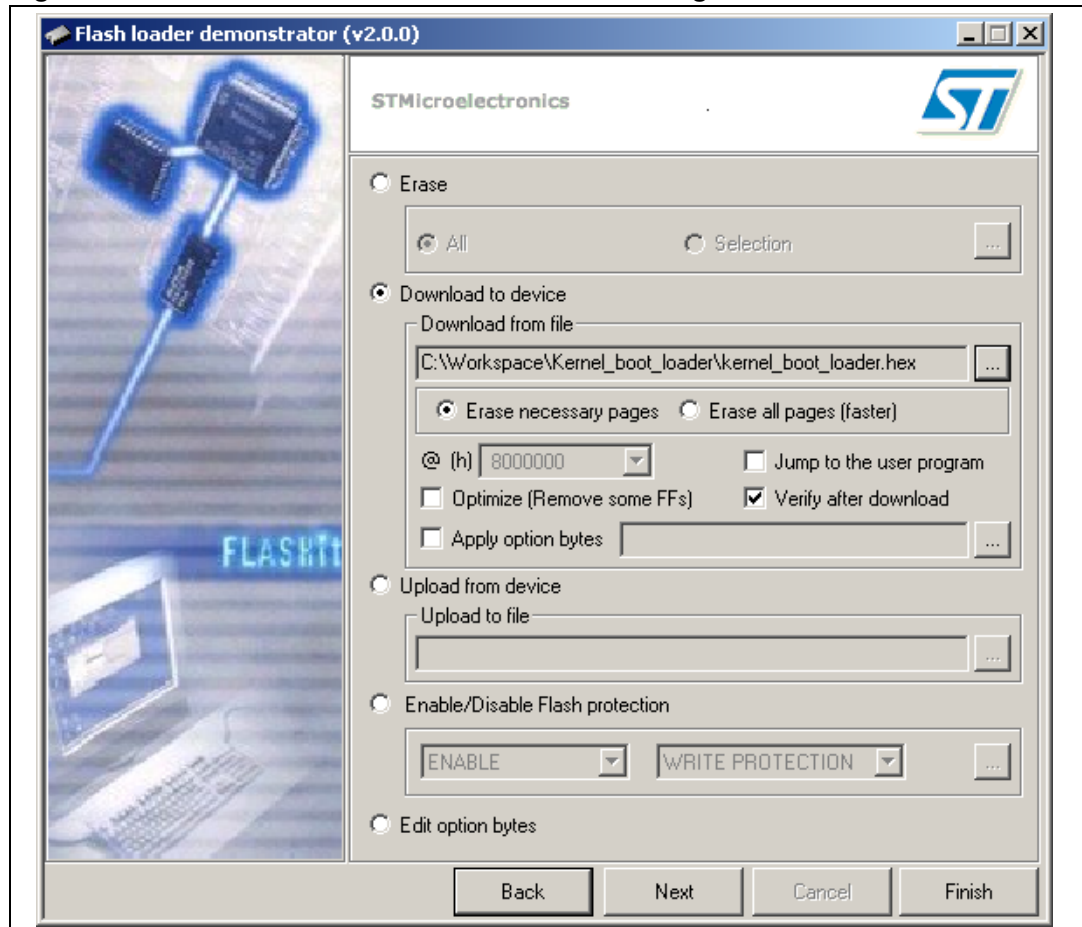 Flash loader demonstrator (v2.0.0)
STMicroelectronics
ST
Erase
All
Selection
...
Download to device
Download from file
C:\Workspace\Kernel_boot_loader\kernel_boot_loader.hex
...
Erase necessary pages
Erase all pages (faster)
@ (h) 8000000
Jump to the user program
Optimize (Remove some FFs)
Verify after download
Apply option bytes
...
FLASHit
Upload from device
Upload to file
...
Enable/Disable Flash protection
ENABLE
WRITE PROTECTION
...
Edit option bytes
Back
Next
Cancel
Finish